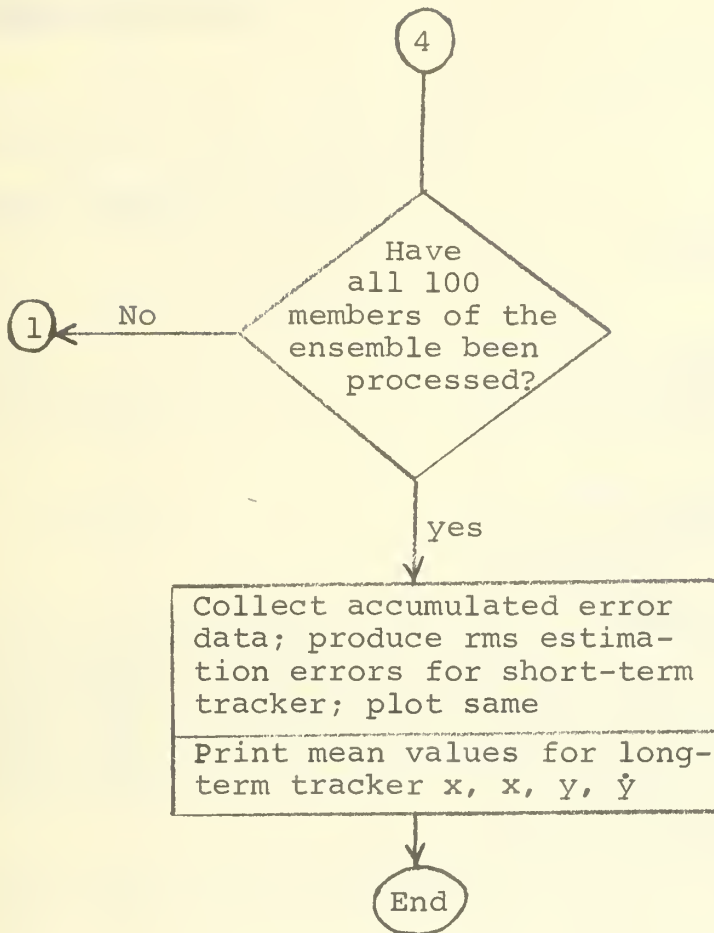 4
Have
all 100
members of the
ensemble been
processed?
No
1
yes
Collect accumulated error
data; produce rms estima-
tion errors for short-term
tracker; plot same
Print mean values for long-
term tracker x, x, y, ẏ
End